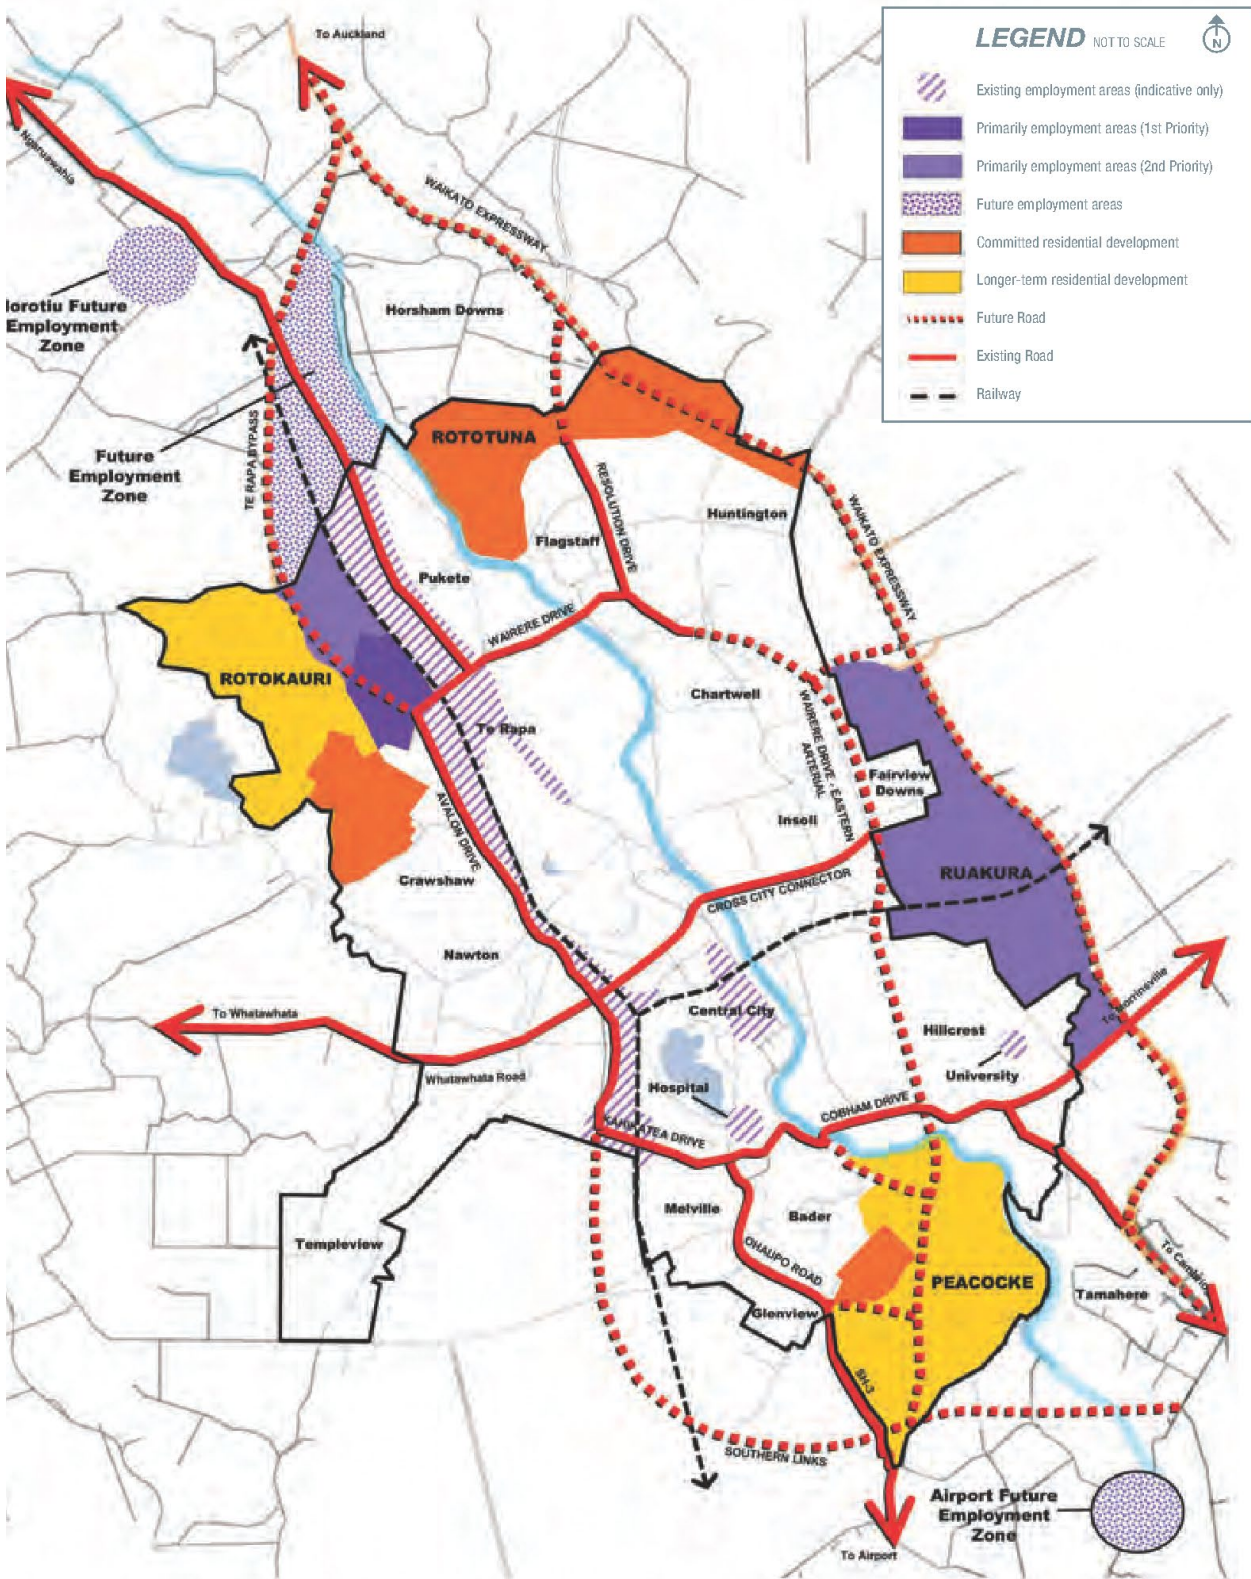 LEGEND NOT TO SCALE
N
Existing employment areas (indicative only)
Primarily employment areas (1st Priority)
Primarily employment areas (2nd Priority)
Future employment areas
Committed residential development
Longer-term residential development
Future Road
Existing Road
Railway
To Auckland
Ngaruawahia
WAIKATO EXPRESSWAY
orotiu Future
Employment
Zone
Horsham Downs
TE RAPA BYPASS
Future
Employment
Zone
ROTOTUNA
RESOLUTION DRIVE
Huntington
Flagstaff
WAIKATO EXPRESSWAY
Pukete
WAIRERE DRIVE
ROTOKAURI
Chartwell
Te Rapa
WAIRERE DRIVE - EASTERN
ARTERIAL
Fairview
Downs
Insoll
AVALON DRIVE
RUAKURA
Crawshaw
CROSS CITY CONNECTOR
Nawton
To Whatawhata
Central City
To Morrinsville
Hillcrest
Whatawhata Road
University
Hospital
COBHAM DRIVE
KAHIKATEA DRIVE
Melville
Bader
Templeview
OHAUPO ROAD
PEACOCKE
To Cambridge
Tamahere
Glenview
SH-3
SOUTHERN LINKS
Airport Future
Employment
Zone
To Airport